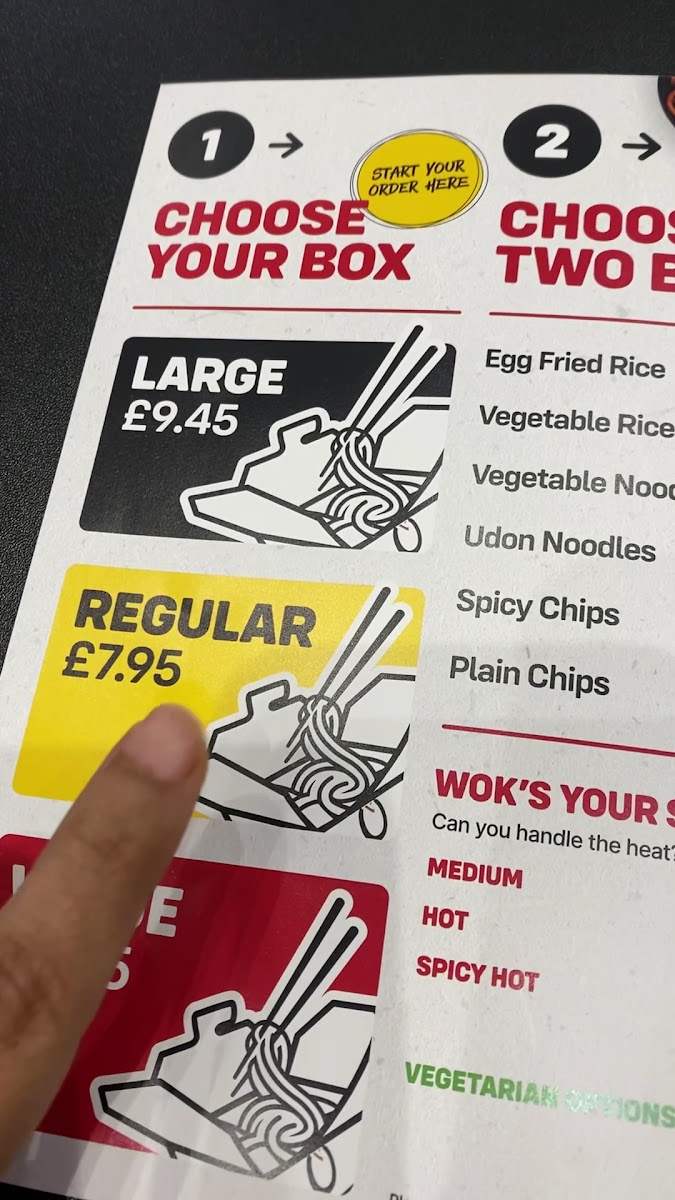 1
START YOUR
ORDER HERE
CHOOSE
YOUR BOX
LARGE
£9.45
REGULAR
£7.95
2
TWO
Egg Fried Rice
Vegetable Rice
Vegetable
Udon Noodles
Spicy Chips
Plain Chips
WOK'S YOUR
Can you handle the heat?
MEDIUM
HOT
SPICY HOT
VEGETARIAN OPTIONS